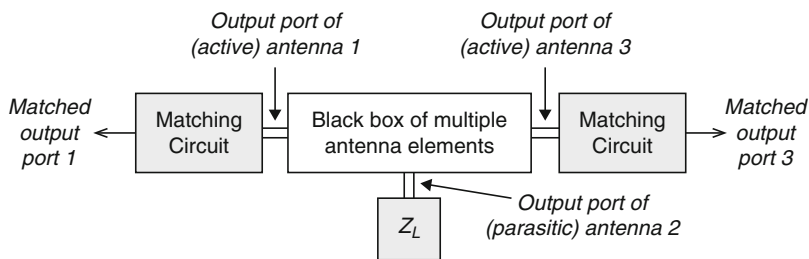 Output port of
(active) antenna 1
Output port of
(active) antenna 3
Matched
output
port 1
Matching
Circuit
Black box of multiple
antenna elements
Matching
Circuit
Matched
output
port 3
Z_L
Output port of
(parasitic) antenna 2